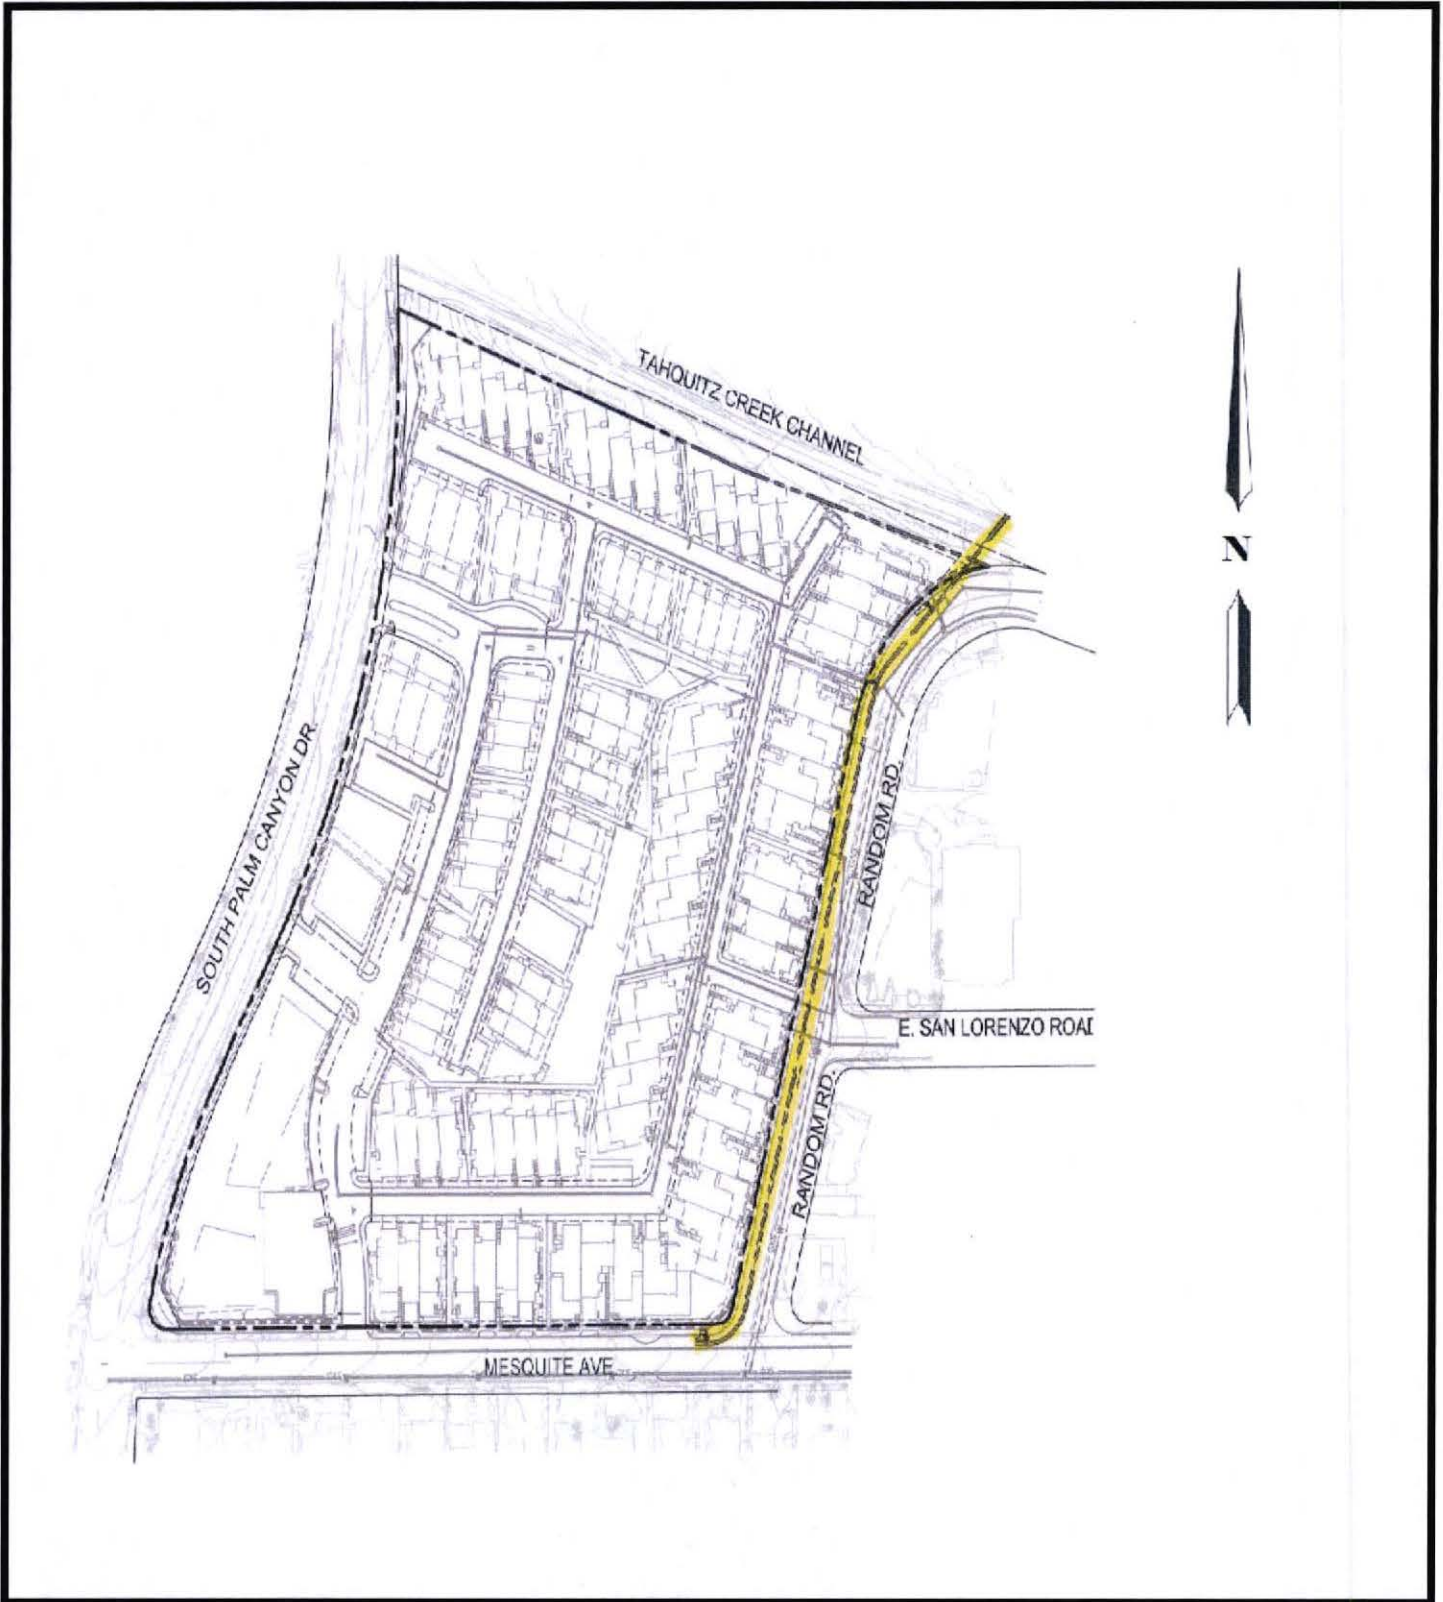 TAHQUITZ CREEK CHANNEL
N
SOUTH PALM CANYON DR.
RANDOM RD.
E. SAN LORENZO ROAD
RANDOM RD.
MESQUITE AVE